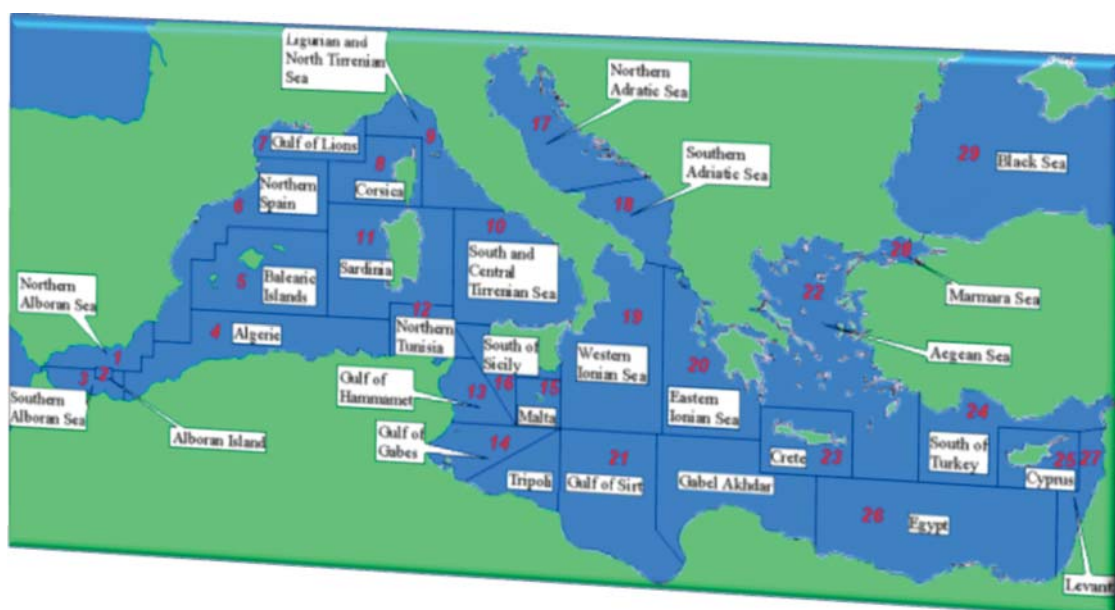 Ligurian and
North Tirrenian
Sea
Northern
Adratic Sea
17
9
7
Gulf of Lions
8
Corsica
Southern
Adriatic Sea
29
Black Sea
Northern
Spain
6
18
10
11
Sardinia
South and
Central
Tirrenian Sea
28
Marmara Sea
5
Balearic
Islands
Northern
Alboran Sea
22
12
19
4
Algerie
Northern
Tunisia
South of
Sicily
Western
Ionian Sea
Aegean Sea
1
20
3
2
Southern
Alboran Sea
Alboran Island
Gulf of
Hammamet
13
16
15
Malta
Eastern
Ionian Sea
24
Gulf of
Gabes
14
South of
Turkey
Crete
23
25
Cyprus
27
Tripoli
21
Gulf of Sirt
Gabel Akhdar
26
Egypt
Levant